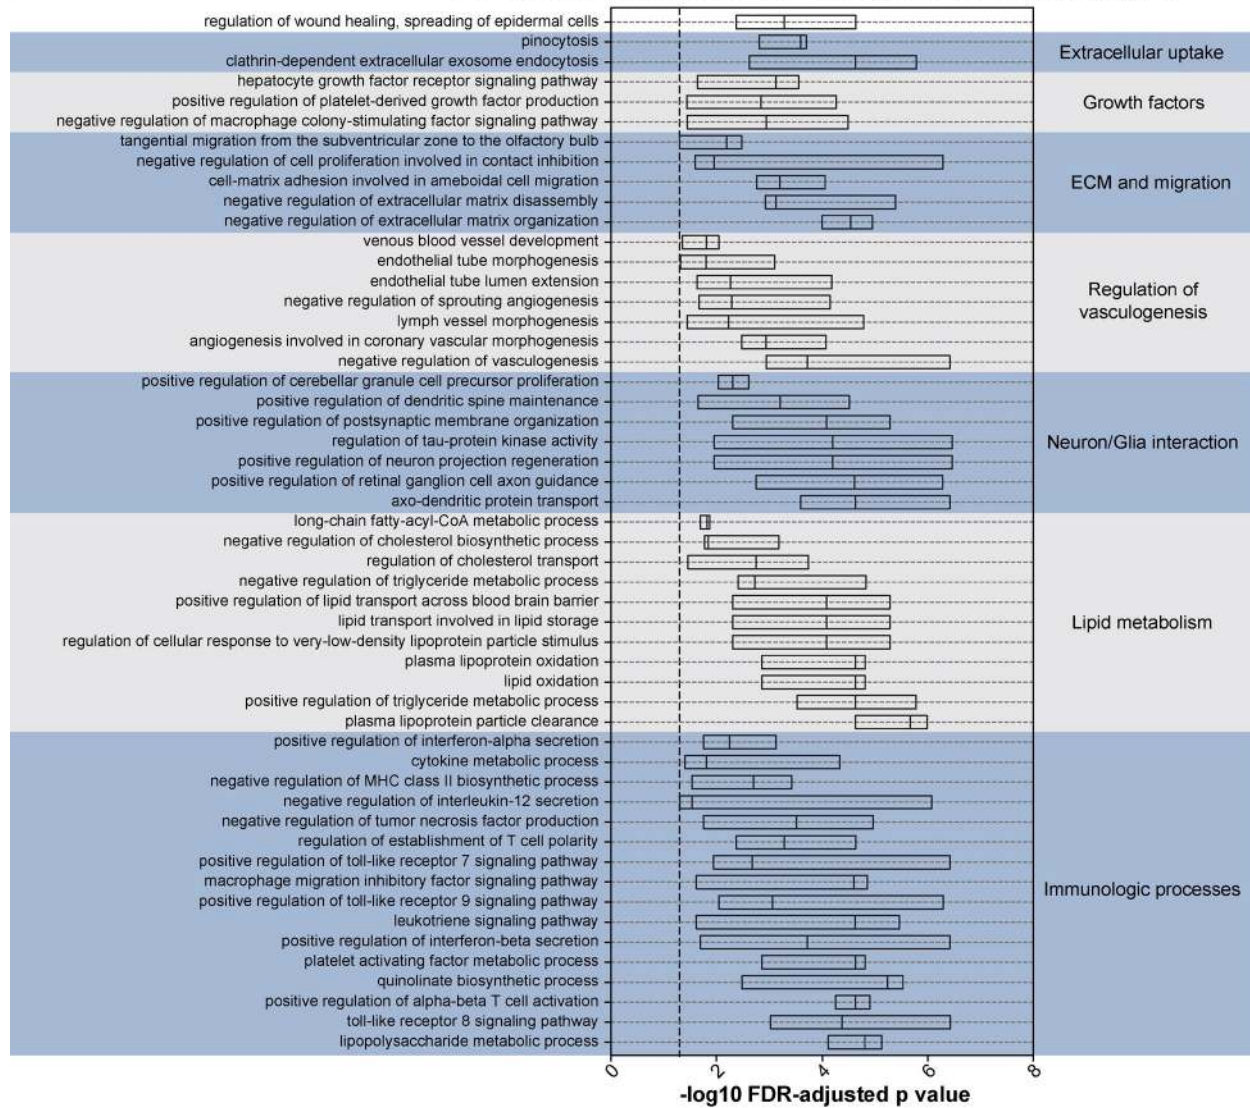 regulation of wound healing, spreading of epidermal cells
pinocytosis
clathrin-dependent extracellular exosome endocytosis
Extracellular uptake
hepatocyte growth factor receptor signaling pathway
positive regulation of platelet-derived growth factor production
negative regulation of macrophage colony-stimulating factor signaling pathway
Growth factors
tangential migration from the subventricular zone to the olfactory bulb
negative regulation of cell proliferation involved in contact inhibition
cell-matrix adhesion involved in ameboidal cell migration
negative regulation of extracellular matrix disassembly
negative regulation of extracellular matrix organization
ECM and migration
venous blood vessel development
endothelial tube morphogenesis
endothelial tube lumen extension
negative regulation of sprouting angiogenesis
lymph vessel morphogenesis
angiogenesis involved in coronary vascular morphogenesis
negative regulation of vasculogenesis
Regulation of
vasculogenesis
positive regulation of cerebellar granule cell precursor proliferation
positive regulation of dendritic spine maintenance
positive regulation of postsynaptic membrane organization
regulation of tau-protein kinase activity
positive regulation of neuron projection regeneration
positive regulation of retinal ganglion cell axon guidance
axo-dendritic protein transport
Neuron/Glia interaction
long-chain fatty-acyl-CoA metabolic process
negative regulation of cholesterol biosynthetic process
regulation of cholesterol transport
negative regulation of triglyceride metabolic process
positive regulation of lipid transport across blood brain barrier
lipid transport involved in lipid storage
regulation of cellular response to very-low-density lipoprotein particle stimulus
plasma lipoprotein oxidation
lipid oxidation
positive regulation of triglyceride metabolic process
plasma lipoprotein particle clearance
Lipid metabolism
positive regulation of interferon-alpha secretion
cytokine metabolic process
negative regulation of MHC class II biosynthetic process
negative regulation of interleukin-12 secretion
negative regulation of tumor necrosis factor production
regulation of establishment of T cell polarity
positive regulation of toll-like receptor 7 signaling pathway
macrophage migration inhibitory factor signaling pathway
positive regulation of toll-like receptor 9 signaling pathway
leukotriene signaling pathway
positive regulation of interferon-beta secretion
platelet activating factor metabolic process
quinolinate biosynthetic process
positive regulation of alpha-beta T cell activation
toll-like receptor 8 signaling pathway
lipopolysaccharide metabolic process
Immunologic processes
0 2 4 6 8
-log10 FDR-adjusted p value